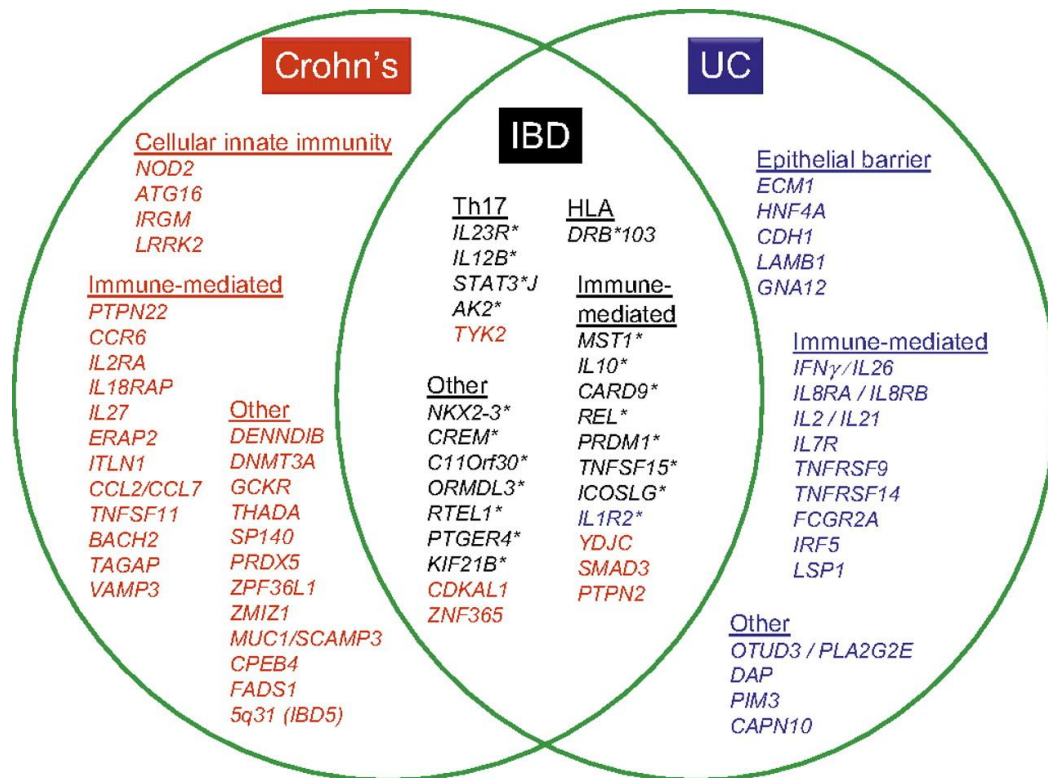 Crohn's
UC
IBD
Cellular innate immunity
NOD2
ATG16
IRGM
LRRK2
Immune-mediated
PTPN22
CCR6
IL2RA
IL18RAP
IL27
ERAP2
ITLN1
CCL2/CCL7
TNFSF11
BACH2
TAGAP
VAMP3
Other
DENNDIB
DNMT3A
GCKR
THADA
SP140
PRDX5
ZPF36L1
ZMIZ1
MUC1/SCAMP3
CPEB4
FADS1
5q31 (IBD5)
Th17
IL23R*
IL12B*
STAT3*J
AK2*
TYK2
Other
NKX2-3*
CREM*
C11Orf30*
ORMDL3*
RTEL1*
PTGER4*
KIF21B*
CDKAL1
ZNF365
HLA
DRB*103
Immune-
mediated
MST1*
IL10*
CARD9*
REL*
PRDM1*
TNFSF15*
ICOSLG*
IL1R2*
YDJC
SMAD3
PTPN2
Epithelial barrier
ECM1
HNF4A
CDH1
LAMB1
GNA12
Immune-mediated
IFNγ/IL26
IL8RA / IL8RB
IL2 / IL21
IL7R
TNFRSF9
TNFRSF14
FCGR2A
IRF5
LSP1
Other
OTUD3 / PLA2G2E
DAP
PIM3
CAPN10